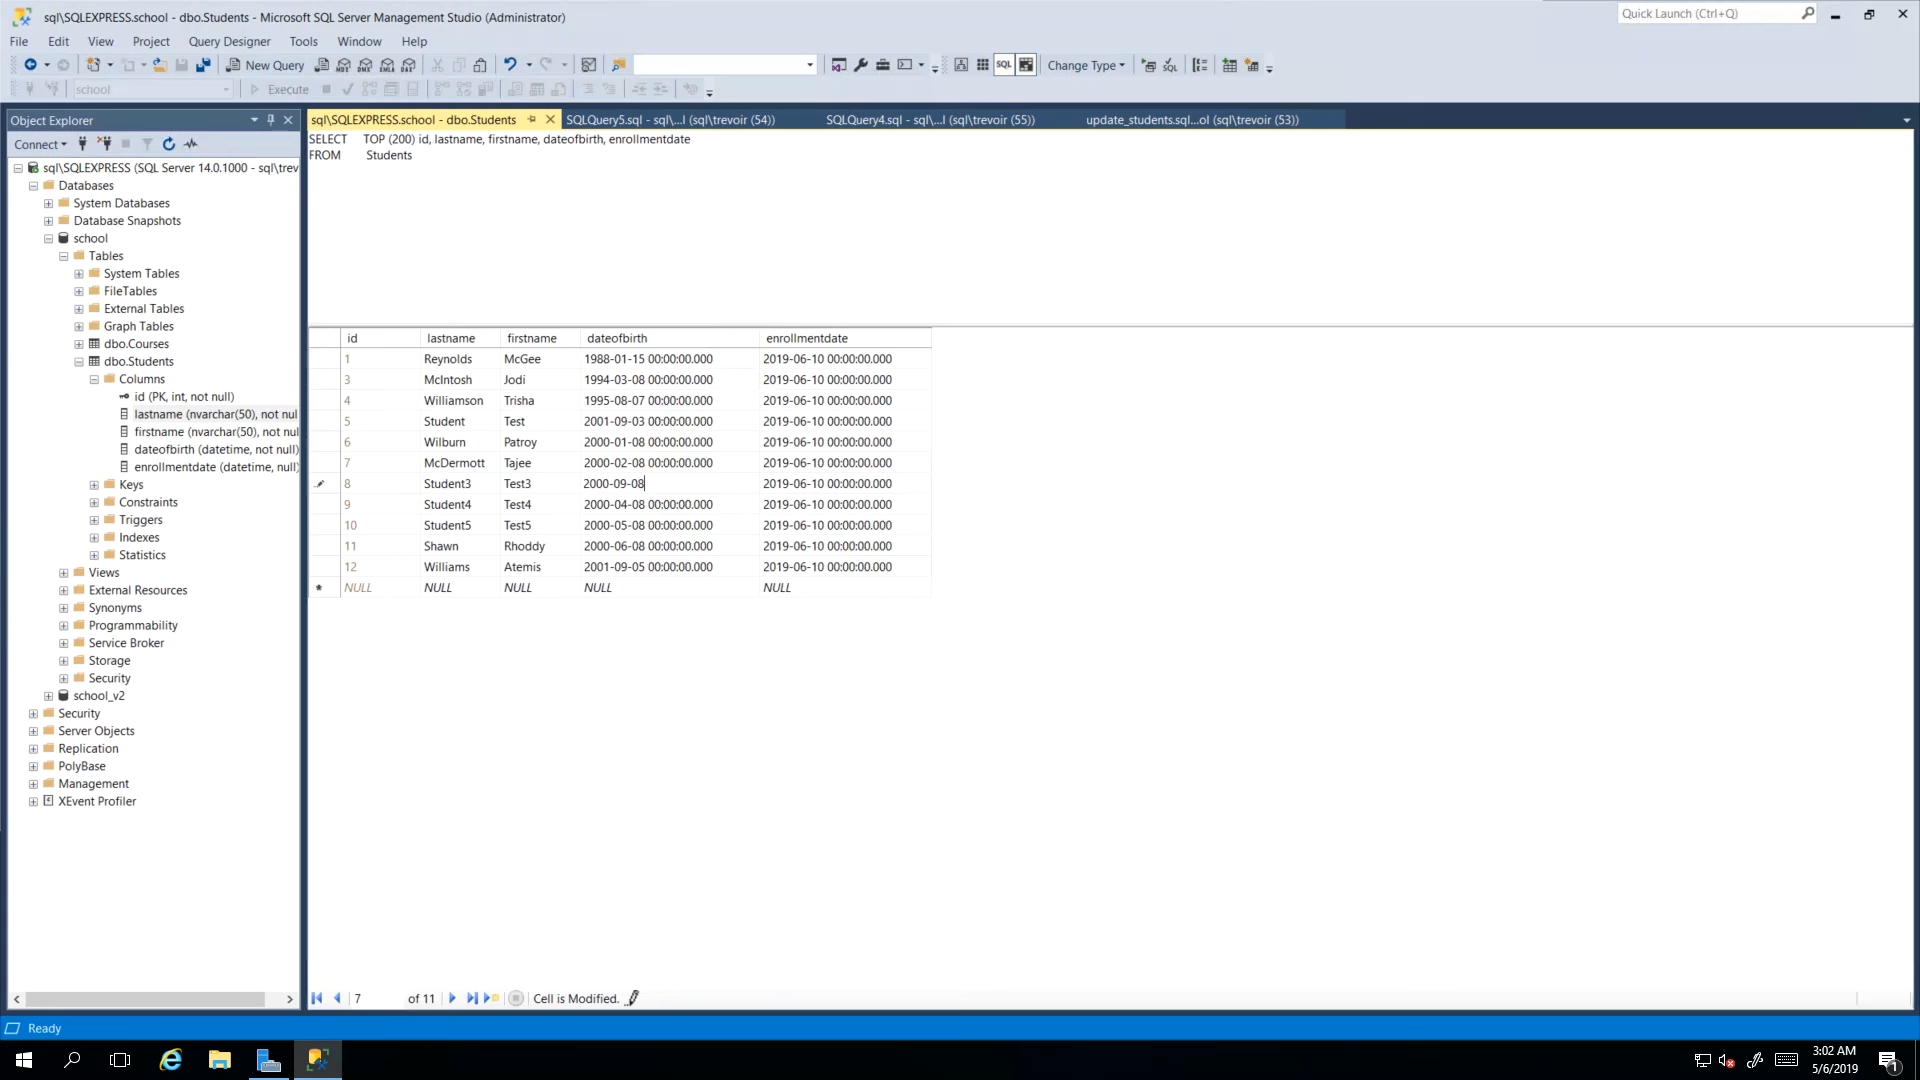 sql\SQLEXPRESS.school - dbo.Students - Microsoft SQL Server Management Studio (Administrator)
Quick Launch (Ctrl+Q)
File Edit View Project Query Designer Tools Window Help
New Query MDX DMX XMLA DAX SQL Change Type SQL
school Execute
Object Explorer
sql\SQLEXPRESS.school - dbo.Students SQLQuery5.sql - sql\...l (sql\trevoir (54)) SQLQuery4.sql - sql\...l (sql\trevoir (55)) update_students.sql...ol (sql\trevoir (53))
Connect
SELECT TOP (200) id, lastname, firstname, dateofbirth, enrollmentdate
FROM Students
sql\SQLEXPRESS (SQL Server 14.0.1000 - sql\trev
Databases
System Databases
Database Snapshots
school
Tables
System Tables
FileTables
External Tables
Graph Tables
dbo.Courses
dbo.Students
Columns
id (PK, int, not null)
lastname (nvarchar(50), not nul
firstname (nvarchar(50), not nul
dateofbirth (datetime, not null)
enrollmentdate (datetime, null)
Keys
Constraints
Triggers
Indexes
Statistics
Views
External Resources
Synonyms
Programmability
Service Broker
Storage
Security
school_v2
Security
Server Objects
Replication
PolyBase
Management
XEvent Profiler
id lastname firstname dateofbirth enrollmentdate
1 Reynolds McGee 1988-01-15 00:00:00.000 2019-06-10 00:00:00.000
3 McIntosh Jodi 1994-03-08 00:00:00.000 2019-06-10 00:00:00.000
4 Williamson Trisha 1995-08-07 00:00:00.000 2019-06-10 00:00:00.000
5 Student Test 2001-09-03 00:00:00.000 2019-06-10 00:00:00.000
6 Wilburn Patroy 2000-01-08 00:00:00.000 2019-06-10 00:00:00.000
7 McDermott Tajee 2000-02-08 00:00:00.000 2019-06-10 00:00:00.000
8 Student3 Test3 2000-09-08 2019-06-10 00:00:00.000
9 Student4 Test4 2000-04-08 00:00:00.000 2019-06-10 00:00:00.000
10 Student5 Test5 2000-05-08 00:00:00.000 2019-06-10 00:00:00.000
11 Shawn Rhoddy 2000-06-08 00:00:00.000 2019-06-10 00:00:00.000
12 Williams Atemis 2001-09-05 00:00:00.000 2019-06-10 00:00:00.000
NULL NULL NULL NULL NULL
7 of 11 Cell is Modified.
Ready
3:02 AM
5/6/2019
1